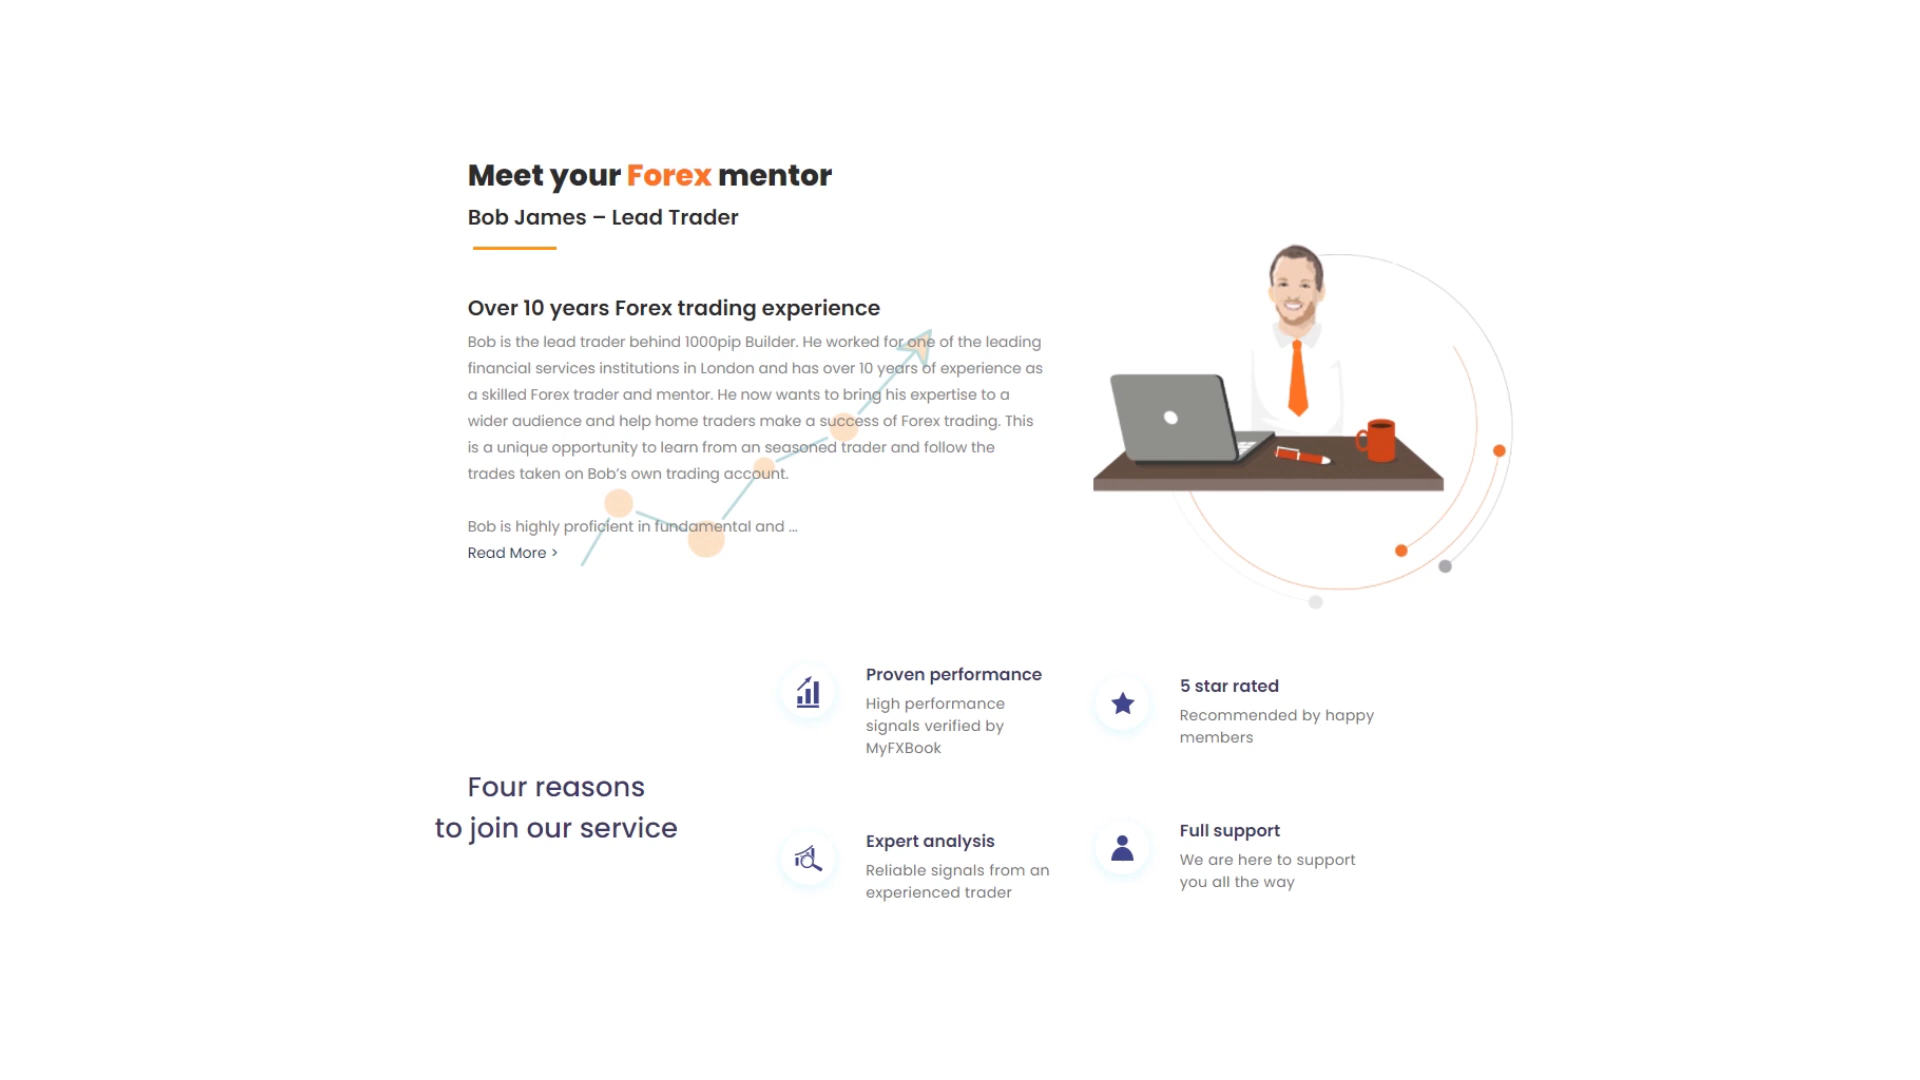 Meet your Forex mentor
Bob James – Lead Trader
Over 10 years Forex trading experience
Bob is the lead trader behind 1000pip Builder. He worked for one of the leading
financial services institutions in London and has over 10 years of experience as
a skilled Forex trader and mentor. He now wants to bring his expertise to a
wider audience and help home traders make a success of Forex trading. This
is a unique opportunity to learn from an seasoned trader and follow the
trades taken on Bob's own trading account.
Bob is highly proficient in fundamental and ...
Read More >
Four reasons
to join our service
Proven performance
High performance
signals verified by
MyFXBook
5 star rated
Recommended by happy
members
Expert analysis
Reliable signals from an
experienced trader
Full support
We are here to support
you all the way